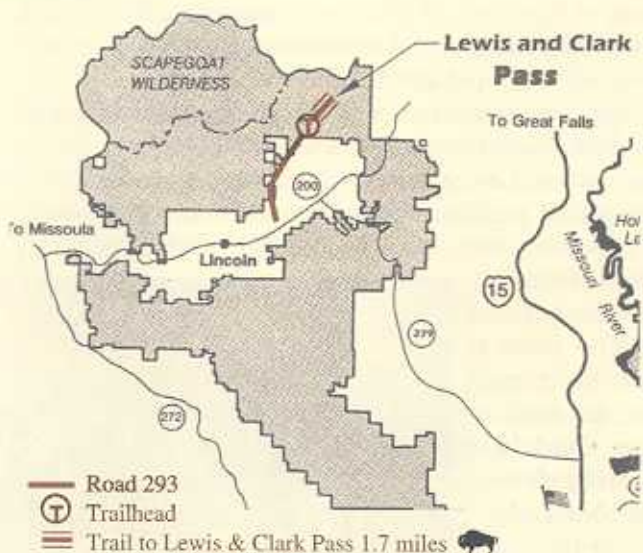 SCAPEGOAT
WILDERNESS
Lewis and Clark
Pass
To Great Falls
T
200
To Missoula
Lincoln
15
Missouri
River
279
272
Road 293
T Trailhead
Trail to Lewis & Clark Pass 1.7 miles